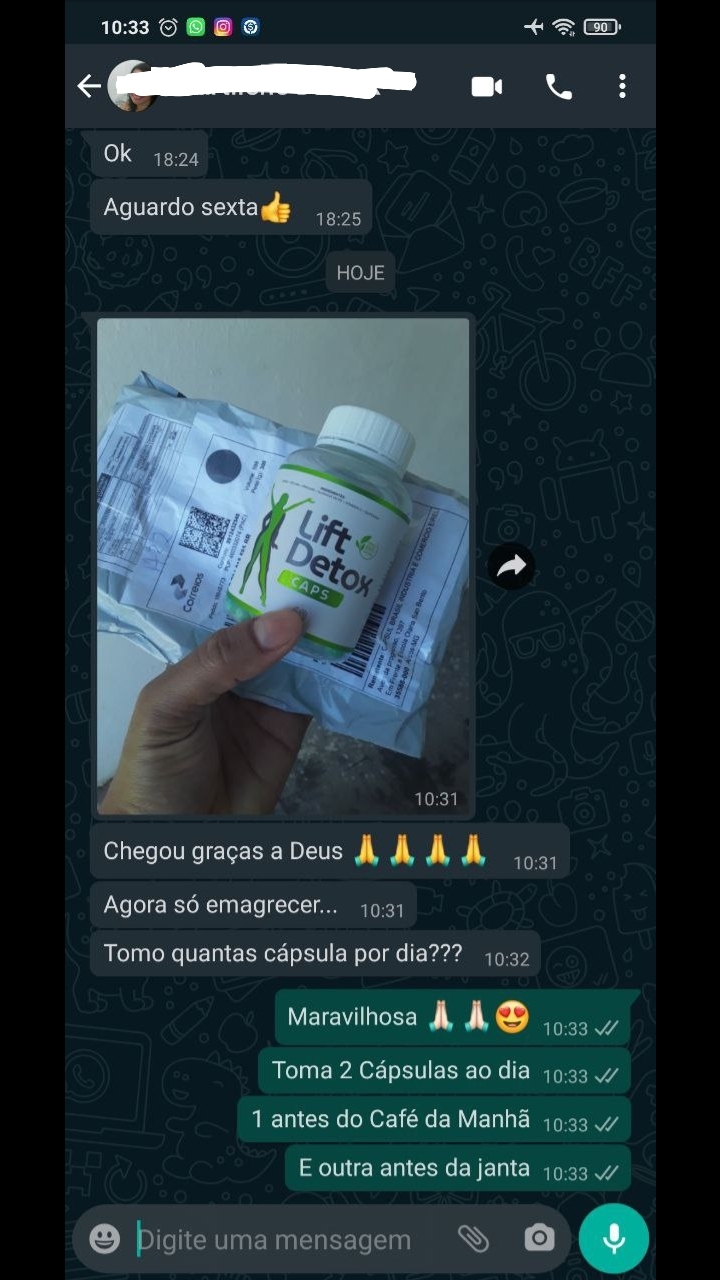 10:33
90
Ok 18:24
Aguardo sexta👍 18:25
HOJE
Correios
Lift
Detox
CAPS
10:31
Chegou graças a Deus 🙏🙏🙏🙏 10:31
Agora só emagrecer... 10:31
Tomo quantas cápsula por dia??? 10:32
Maravilhosa 🙏🏻🙏🏻😍 10:33
Toma 2 Cápsulas ao dia 10:33
1 antes do Café da Manhã 10:33
E outra antes da janta 10:33
Digite uma mensagem